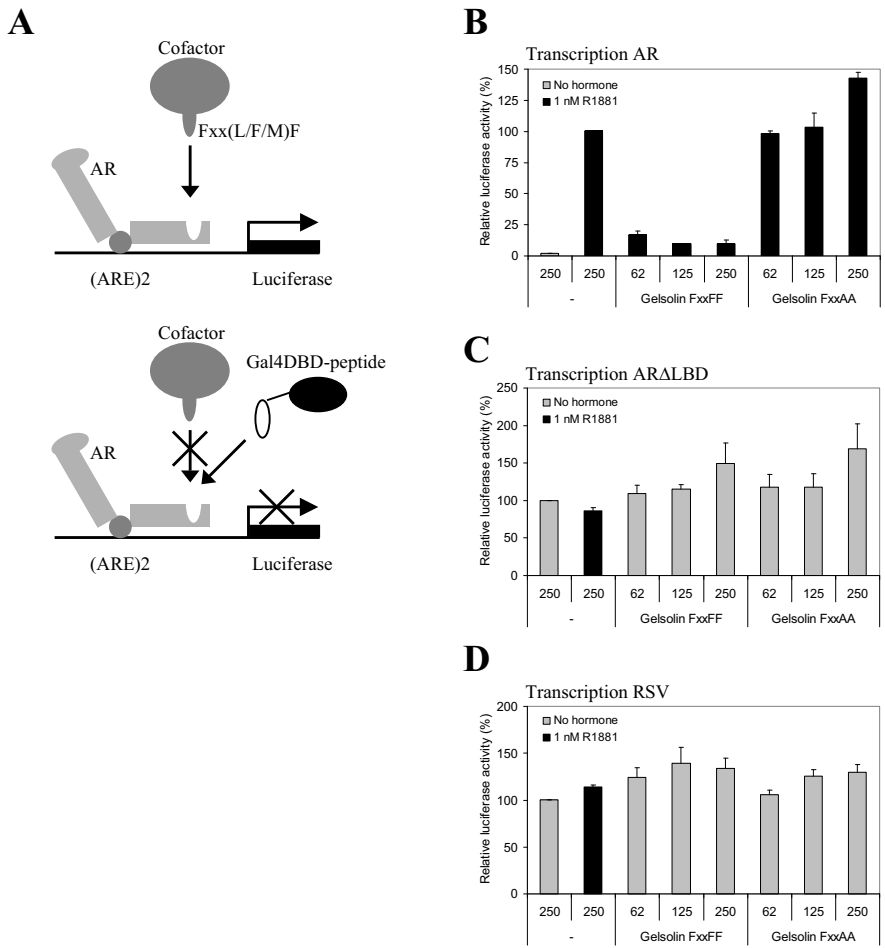 A
Cofactor
Fxx(L/F/M)F
AR
(ARE)2
Luciferase
Cofactor
Gal4DBD-peptide
AR
(ARE)2
Luciferase
B
Transcription AR
Relative luciferase activity (%)
150
125
100
75
50
25
0
No hormone
1 nM R1881
250 250 62 125 250 62 125 250
- Gelsolin FxxFF Gelsolin FxxAA
C
Transcription ARΔLBD
Relative luciferase activity (%)
250
200
150
100
50
0
No hormone
1 nM R1881
250 250 62 125 250 62 125 250
- Gelsolin FxxFF Gelsolin FxxAA
D
Transcription RSV
Relative luciferase activity (%)
200
150
100
50
0
No hormone
1 nM R1881
250 250 62 125 250 62 125 250
- Gelsolin FxxFF Gelsolin FxxAA